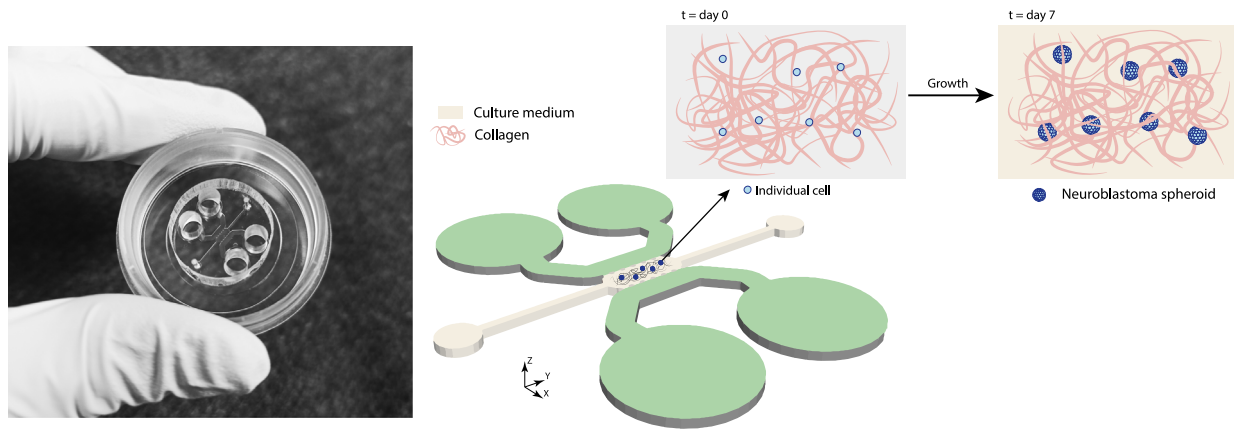 t = day 0
t = day 7
Growth
Culture medium
Collagen
Individual cell
Neuroblastoma spheroid
Z
Y
X